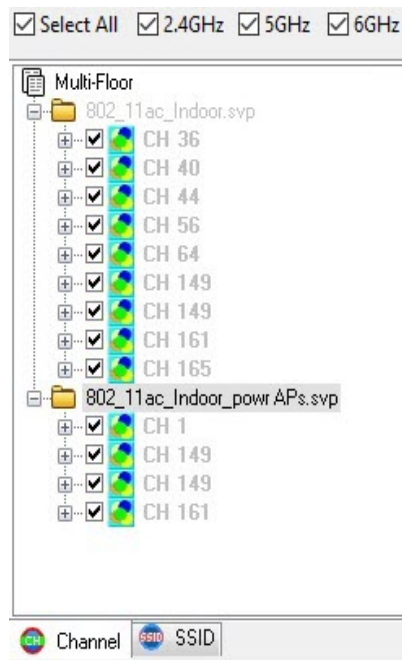 Select All 2.4GHz 5GHz 6GHz
Multi-Floor
802_11ac_Indoor.svp
CH 36
CH 40
CH 44
CH 56
CH 64
CH 149
CH 149
CH 161
CH 165
802_11ac_Indoor_powr APs.svp
CH 1
CH 149
CH 149
CH 161
CH Channel SSID SSID